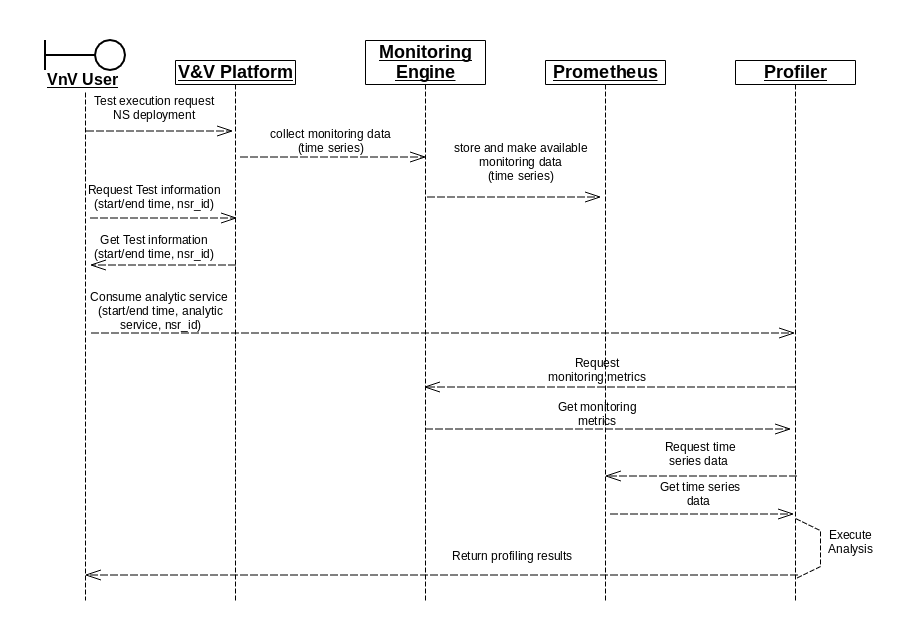 VnV User
V&V Platform
Monitoring
Engine
Prometheus
Profiler
Test execution request
NS deployment
collect monitoring data
(time series)
store and make available
monitoring data
(time series)
Request Test information
(start/end time, nsr_id)
Get Test information
(start/end time, nsr_id)
Consume analytic service
(start/end time, analytic
service, nsr_id)
Request
monitoring metrics
Get monitoring
metrics
Request time
series data
Get time series
data
Execute
Analysis
Return profiling results